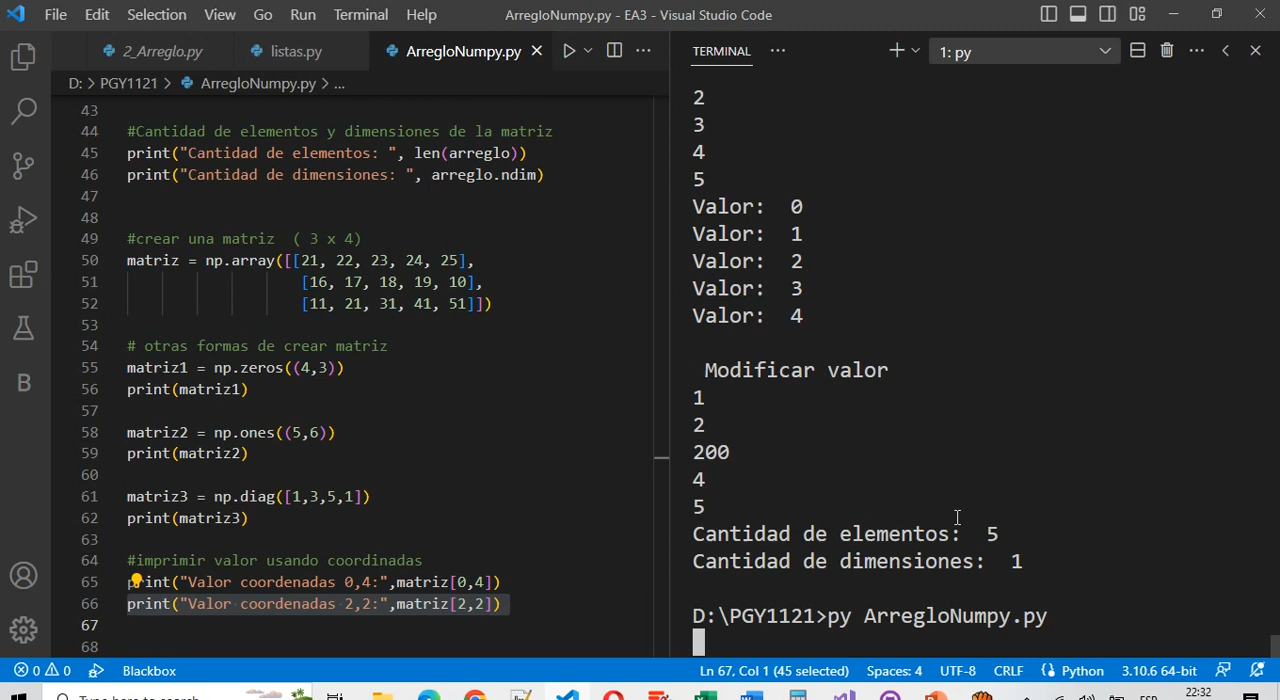 File Edit Selection View Go Run Terminal Help ArregloNumpy.py - EA3 - Visual Studio Code
2_Arreglo.py listas.py ArregloNumpy.py
D: > PGY1121 > ArregloNumpy.py > ...
43
44 #Cantidad de elementos y dimensiones de la matriz
45 print("Cantidad de elementos: ", len(arreglo))
46 print("Cantidad de dimensiones: ", arreglo.ndim)
47
48
49 #crear una matriz ( 3 x 4)
50 matriz = np.array([[21, 22, 23, 24, 25],
51 [16, 17, 18, 19, 10],
52 [11, 21, 31, 41, 51]])
53
54 # otras formas de crear matriz
55 matriz1 = np.zeros((4,3))
56 print(matriz1)
57
58 matriz2 = np.ones((5,6))
59 print(matriz2)
60
61 matriz3 = np.diag([1,3,5,1])
62 print(matriz3)
63
64 #imprimir valor usando coordinadas
65 print("Valor coordenadas 0,4:",matriz[0,4])
66 print("Valor coordenadas 2,2:",matriz[2,2])
67
68
TERMINAL ... 1: py
2
3
4
5
Valor: 0
Valor: 1
Valor: 2
Valor: 3
Valor: 4
Modificar valor
1
2
200
4
5
Cantidad de elementos: 5
Cantidad de dimensiones: 1
D:\PGY1121>py ArregloNumpy.py
B
0 0 Blackbox Ln 67, Col 1 (45 selected) Spaces: 4 UTF-8 CRLF Python 3.10.6 64-bit
22:32